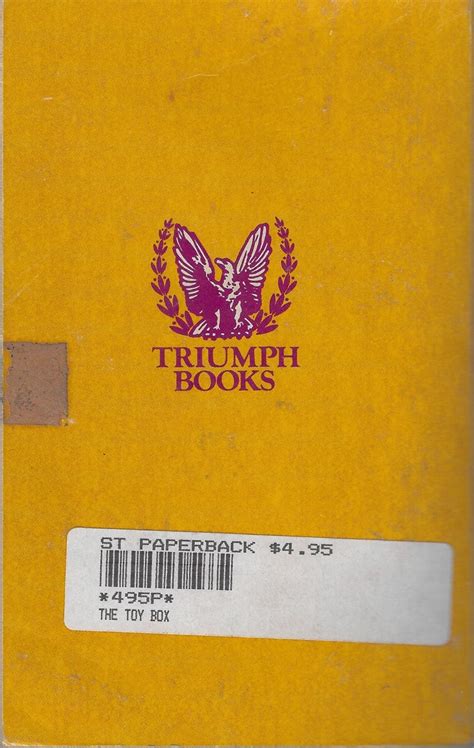 TRIUMPH
BOOKS
ST PAPERBACK $4.95
*495P*
THE TOY BOX